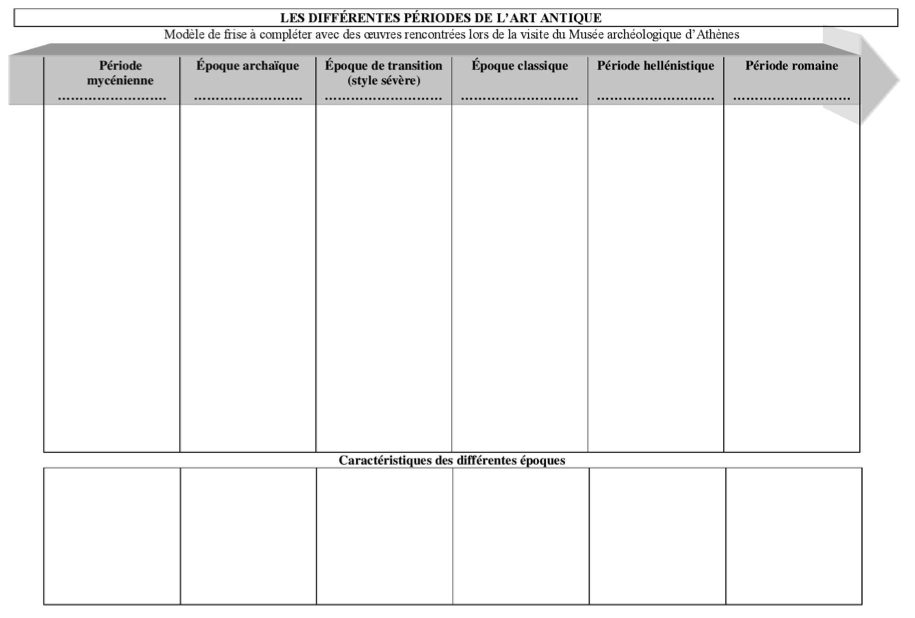 LES DIFFÉRENTES PÉRIODES DE L'ART ANTIQUE
Modèle de frise à compléter avec des œuvres rencontrées lors de la visite du Musée archéologique d'Athènes
Période
mycénienne
……………………
Époque archaïque
……………………
Époque de transition
(style sévère)
………………………
Époque classique
………………………
Période hellénistique
………………………
Période romaine
………………………
Caractéristiques des différentes époques